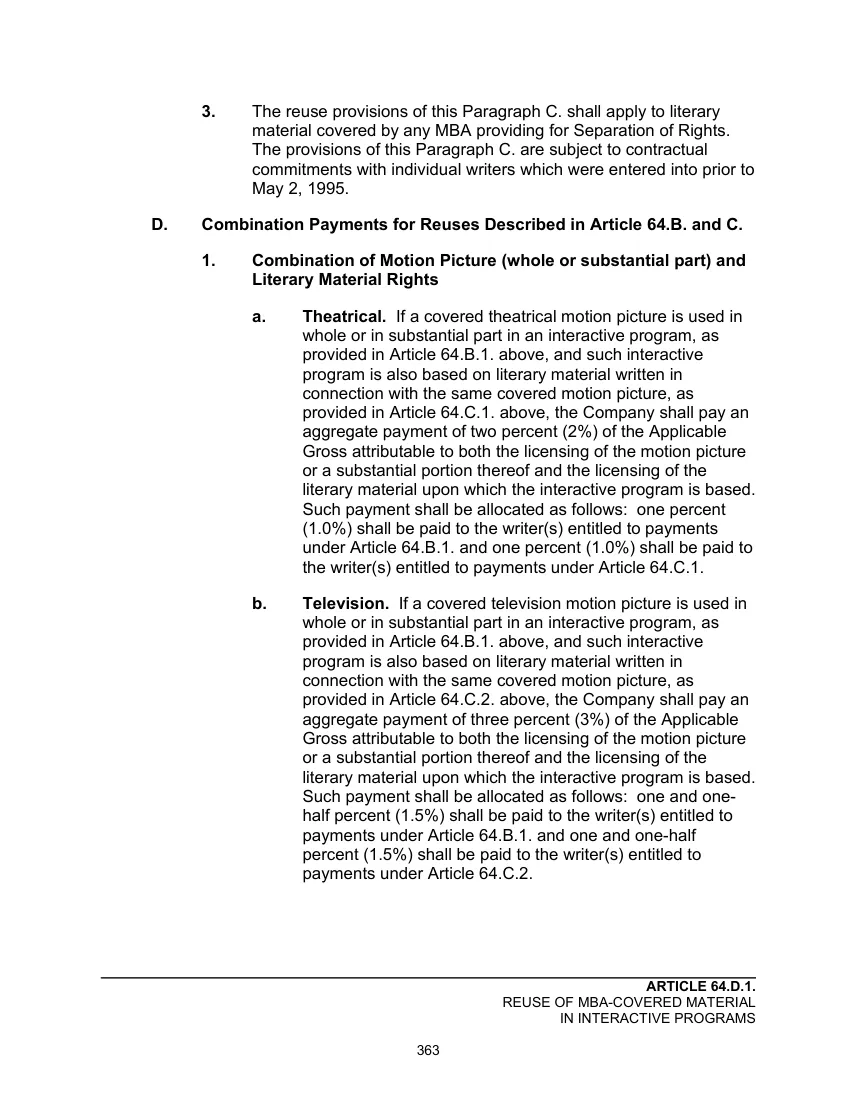 3. The reuse provisions of this Paragraph C. shall apply to literary
material covered by any MBA providing for Separation of Rights.
The provisions of this Paragraph C. are subject to contractual
commitments with individual writers which were entered into prior to
May 2, 1995.
D. Combination Payments for Reuses Described in Article 64.B. and C.
1. Combination of Motion Picture (whole or substantial part) and
Literary Material Rights
a. Theatrical. If a covered theatrical motion picture is used in
whole or in substantial part in an interactive program, as
provided in Article 64.B.1. above, and such interactive
program is also based on literary material written in
connection with the same covered motion picture, as
provided in Article 64.C.1. above, the Company shall pay an
aggregate payment of two percent (2%) of the Applicable
Gross attributable to both the licensing of the motion picture
or a substantial portion thereof and the licensing of the
literary material upon which the interactive program is based.
Such payment shall be allocated as follows: one percent
(1.0%) shall be paid to the writer(s) entitled to payments
under Article 64.B.1. and one percent (1.0%) shall be paid to
the writer(s) entitled to payments under Article 64.C.1.
b. Television. If a covered television motion picture is used in
whole or in substantial part in an interactive program, as
provided in Article 64.B.1. above, and such interactive
program is also based on literary material written in
connection with the same covered motion picture, as
provided in Article 64.C.2. above, the Company shall pay an
aggregate payment of three percent (3%) of the Applicable
Gross attributable to both the licensing of the motion picture
or a substantial portion thereof and the licensing of the
literary material upon which the interactive program is based.
Such payment shall be allocated as follows: one and one-
half percent (1.5%) shall be paid to the writer(s) entitled to
payments under Article 64.B.1. and one and one-half
percent (1.5%) shall be paid to the writer(s) entitled to
payments under Article 64.C.2.
ARTICLE 64.D.1.
REUSE OF MBA-COVERED MATERIAL
IN INTERACTIVE PROGRAMS
363